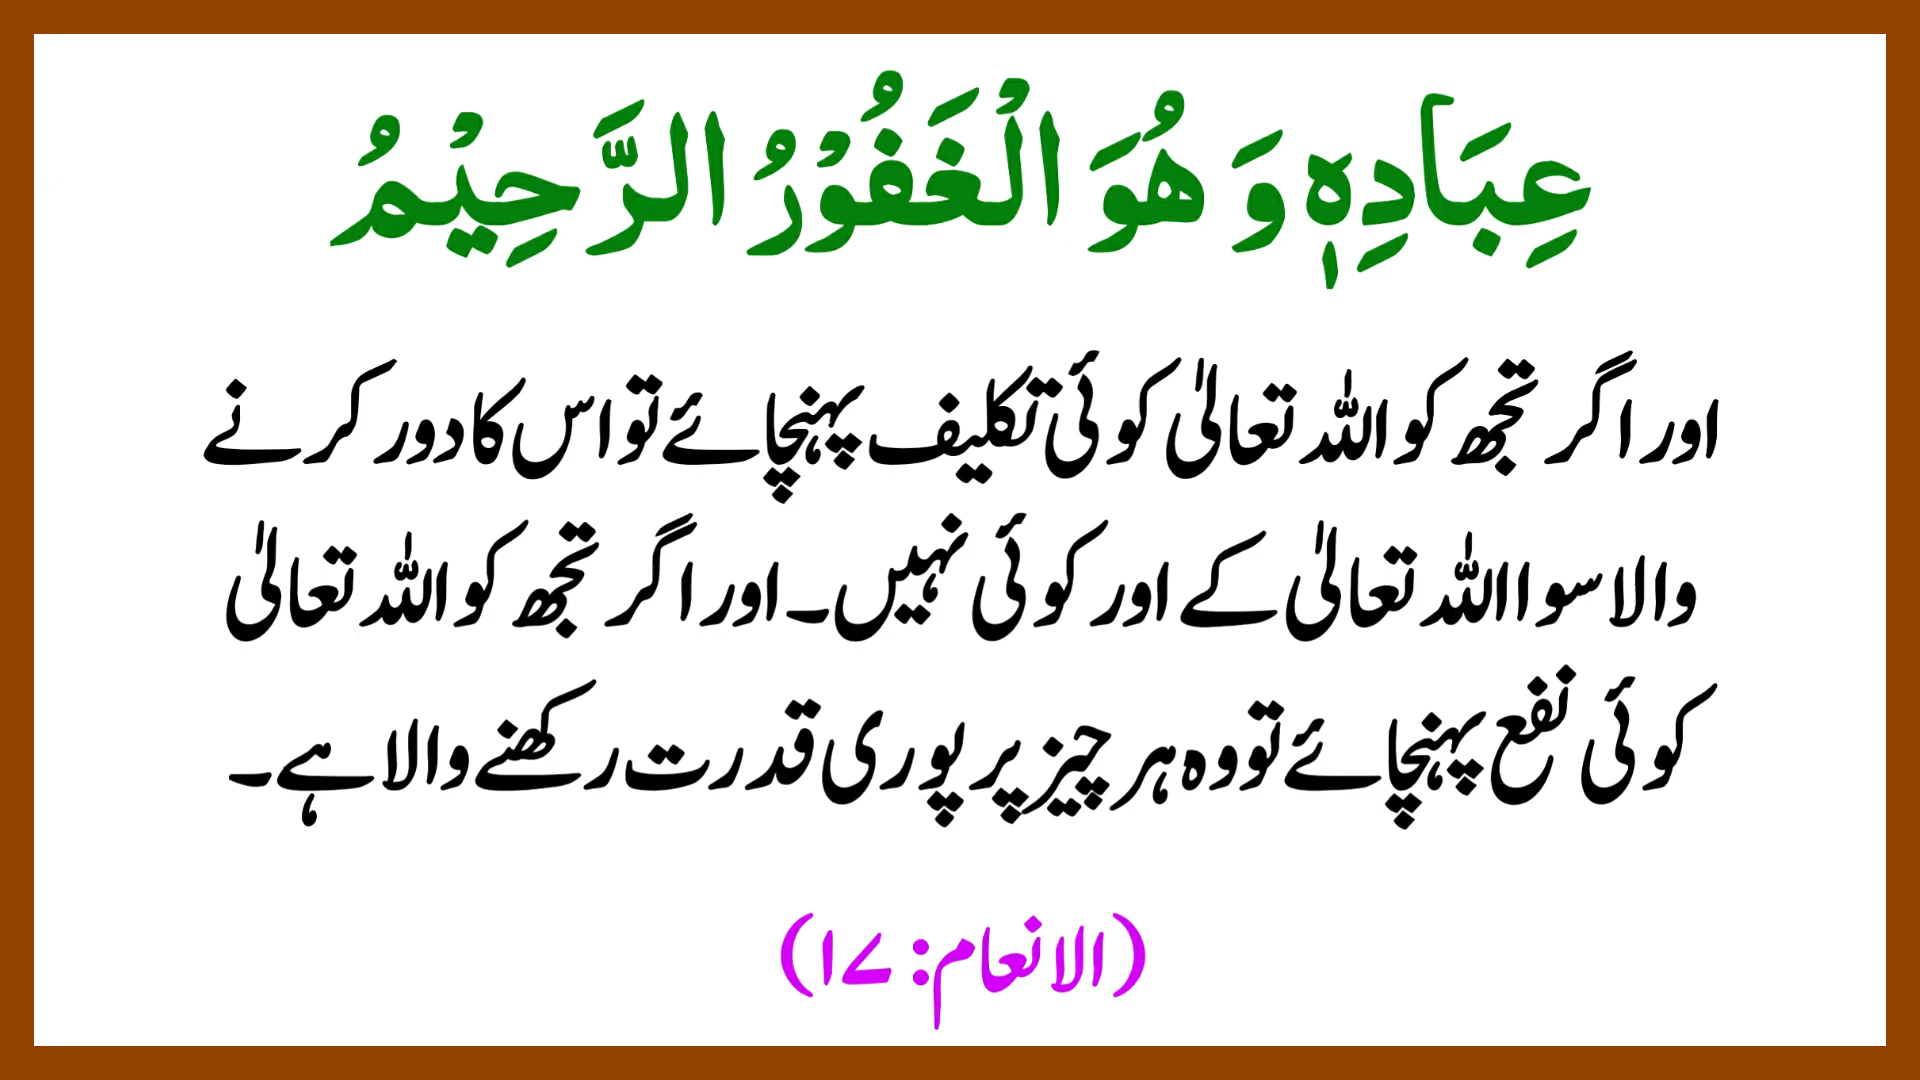 عِبَادِهٖ وَ هُوَ الْغَفُوْرُ الرَّحِيْمُ
اور اگر تجھ کو اللہ تعالیٰ کوئی تکلیف پہنچائے تو اس کا دور کرنے
والا سوا اللہ تعالیٰ کے اور کوئی نہیں۔ اور اگر تجھ کو اللہ تعالیٰ
کوئی نفع پہنچائے تو وہ ہر چیز پر پوری قدرت رکھنے والا ہے۔
(الانعام: ۱۷)